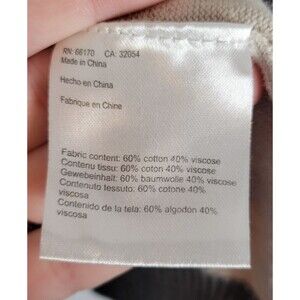 RN: 66170 CA: 32054
Made in China
Hecho en China
Fabrique en Chine
Fabric content: 60% cotton 40% viscose
Contenu tissu: 60% coton 40% viscose
Gewebeinhalt: 60% baumwolle 40% viscose
Contenuto tessuto: 60% cotone 40%
viscosa
Contenido de la tela: 60% algodon 40%
viscosa